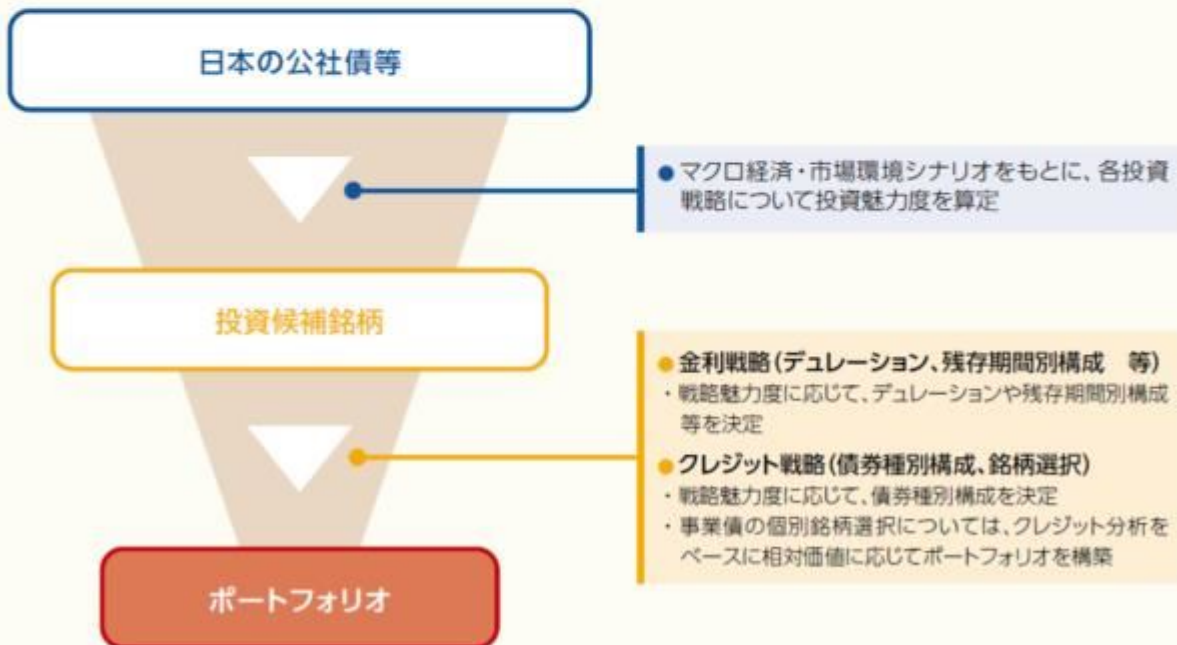 日本の公社債等
● マクロ経済・市場環境シナリオをもとに、各投資
戦略について投資魅力度を算定
投資候補銘柄
● 金利戦略(デュレーション、残存期間別構成　等)
・戦略魅力度に応じて、デュレーションや残存期間別構成
等を決定
● クレジット戦略(債券種別構成、銘柄選択)
・戦略魅力度に応じて、債券種別構成を決定
・事業債の個別銘柄選択については、クレジット分析を
ベースに相対価値に応じてポートフォリオを構築
ポートフォリオ